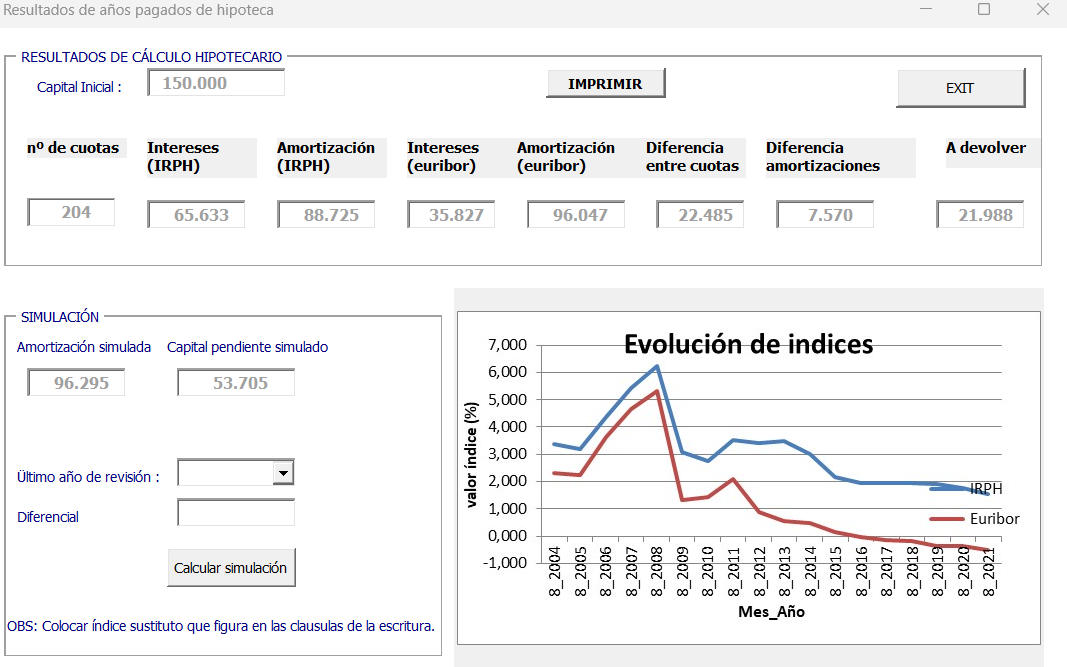 Resultados de años pagados de hipoteca
RESULTADOS DE CÁLCULO HIPOTECARIO
Capital Inicial :
150.000
IMPRIMIR
EXIT
nº de cuotas
Intereses
(IRPH)
Amortización
(IRPH)
Intereses
(euribor)
Amortización
(euribor)
Diferencia
entre cuotas
Diferencia
amortizaciones
A devolver
204
65.633
88.725
35.827
96.047
22.485
7.570
21.988
SIMULACIÓN
Amortización simulada
Capital pendiente simulado
96.295
53.705
Último año de revisión :
Diferencial
Calcular simulación
OBS: Colocar índice sustituto que figura en las clausulas de la escritura.
Evolución de indices
valor índice (%)
7,000
6,000
5,000
4,000
3,000
2,000
1,000
0,000
-1,000
IRPH
Euribor
8_2004
8_2005
8_2006
8_2007
8_2008
8_2009
8_2010
8_2011
8_2012
8_2013
8_2014
8_2015
8_2016
8_2017
8_2018
8_2019
8_2020
8_2021
Mes_Año